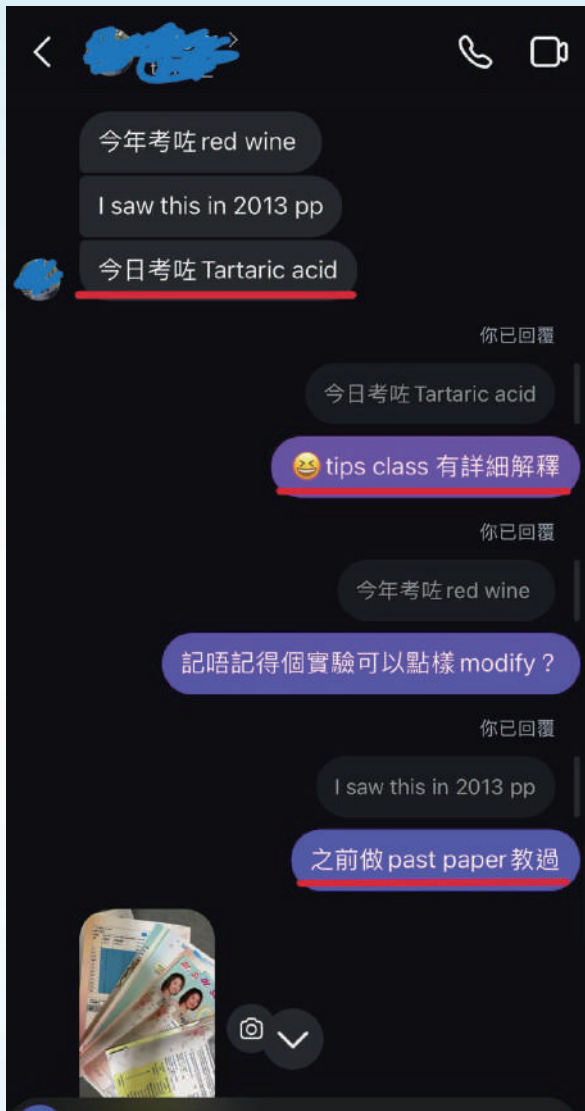 今年考咗 red wine
I saw this in 2013 pp
今日考咗 Tartaric acid
你已回覆
今日考咗 Tartaric acid
😆 tips class 有詳細解釋
你已回覆
今年考咗 red wine
記唔記得個實驗可以點樣 modify？
你已回覆
I saw this in 2013 pp
之前做 past paper 教過